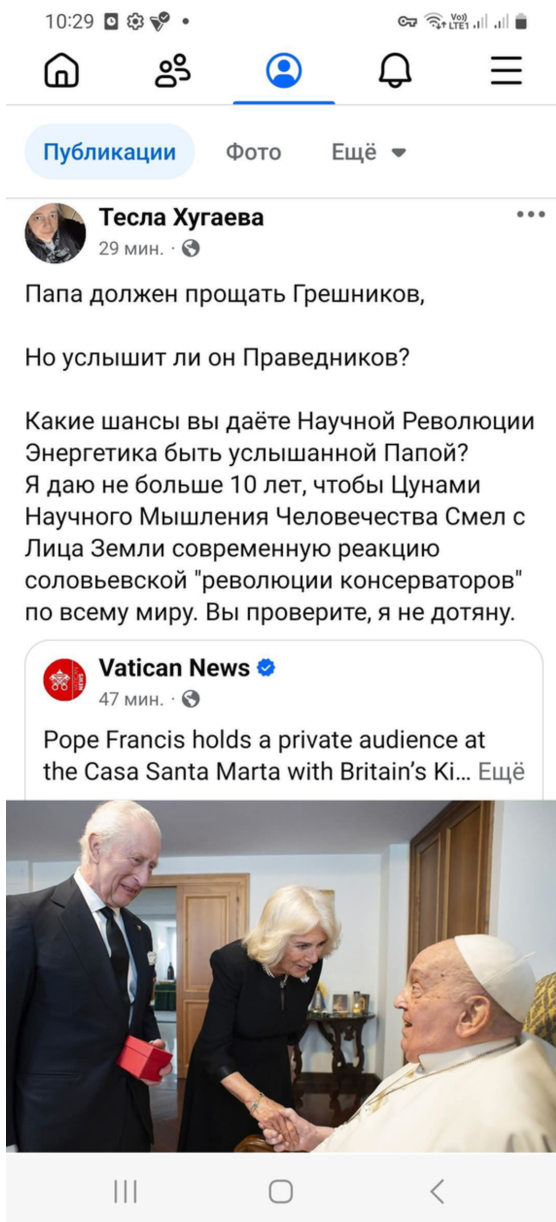 10:29
Vo))
LTE1
Публикации
Фото
Ещё
Тесла Хугаева
29 мин. ·
Папа должен прощать Грешников,
Но услышит ли он Праведников?
Какие шансы вы даёте Научной Революции
Энергетика быть услышанной Папой?
Я даю не больше 10 лет, чтобы Цунами
Научного Мышления Человечества Смел с
Лица Земли современную реакцию
соловьевской "революции консерваторов"
по всему миру. Вы проверите, я не дотяну.
Vatican News
47 мин. ·
Pope Francis holds a private audience at
the Casa Santa Marta with Britain's Ki... Ещё